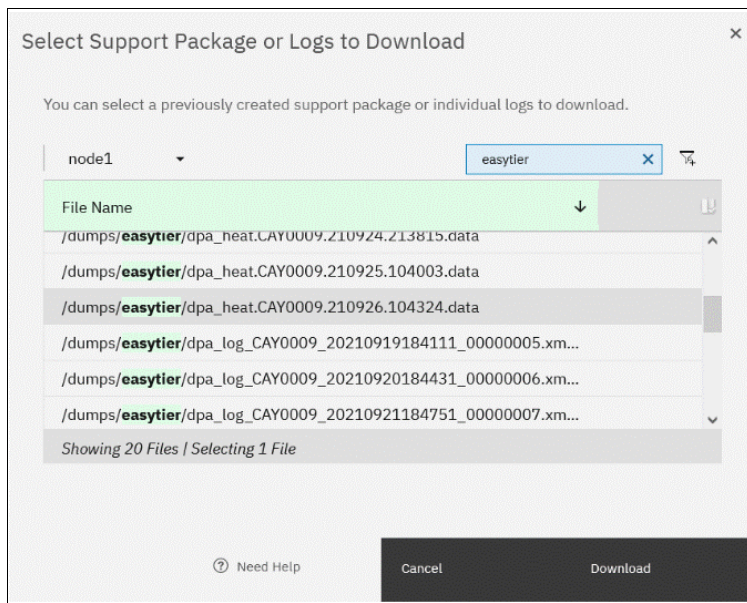 Select Support Package or Logs to Download
You can select a previously created support package or individual logs to download.
node1
easytier
File Name
/dumps/easytier/dpa_heat.CAY0009.210924.213815.data
/dumps/easytier/dpa_heat.CAY0009.210925.104003.data
/dumps/easytier/dpa_heat.CAY0009.210926.104324.data
/dumps/easytier/dpa_log_CAY0009_20210919184111_00000005.xm...
/dumps/easytier/dpa_log_CAY0009_20210920184431_00000006.xm...
/dumps/easytier/dpa_log_CAY0009_20210921184751_00000007.xm...
Showing 20 Files | Selecting 1 File
Need Help
Cancel
Download